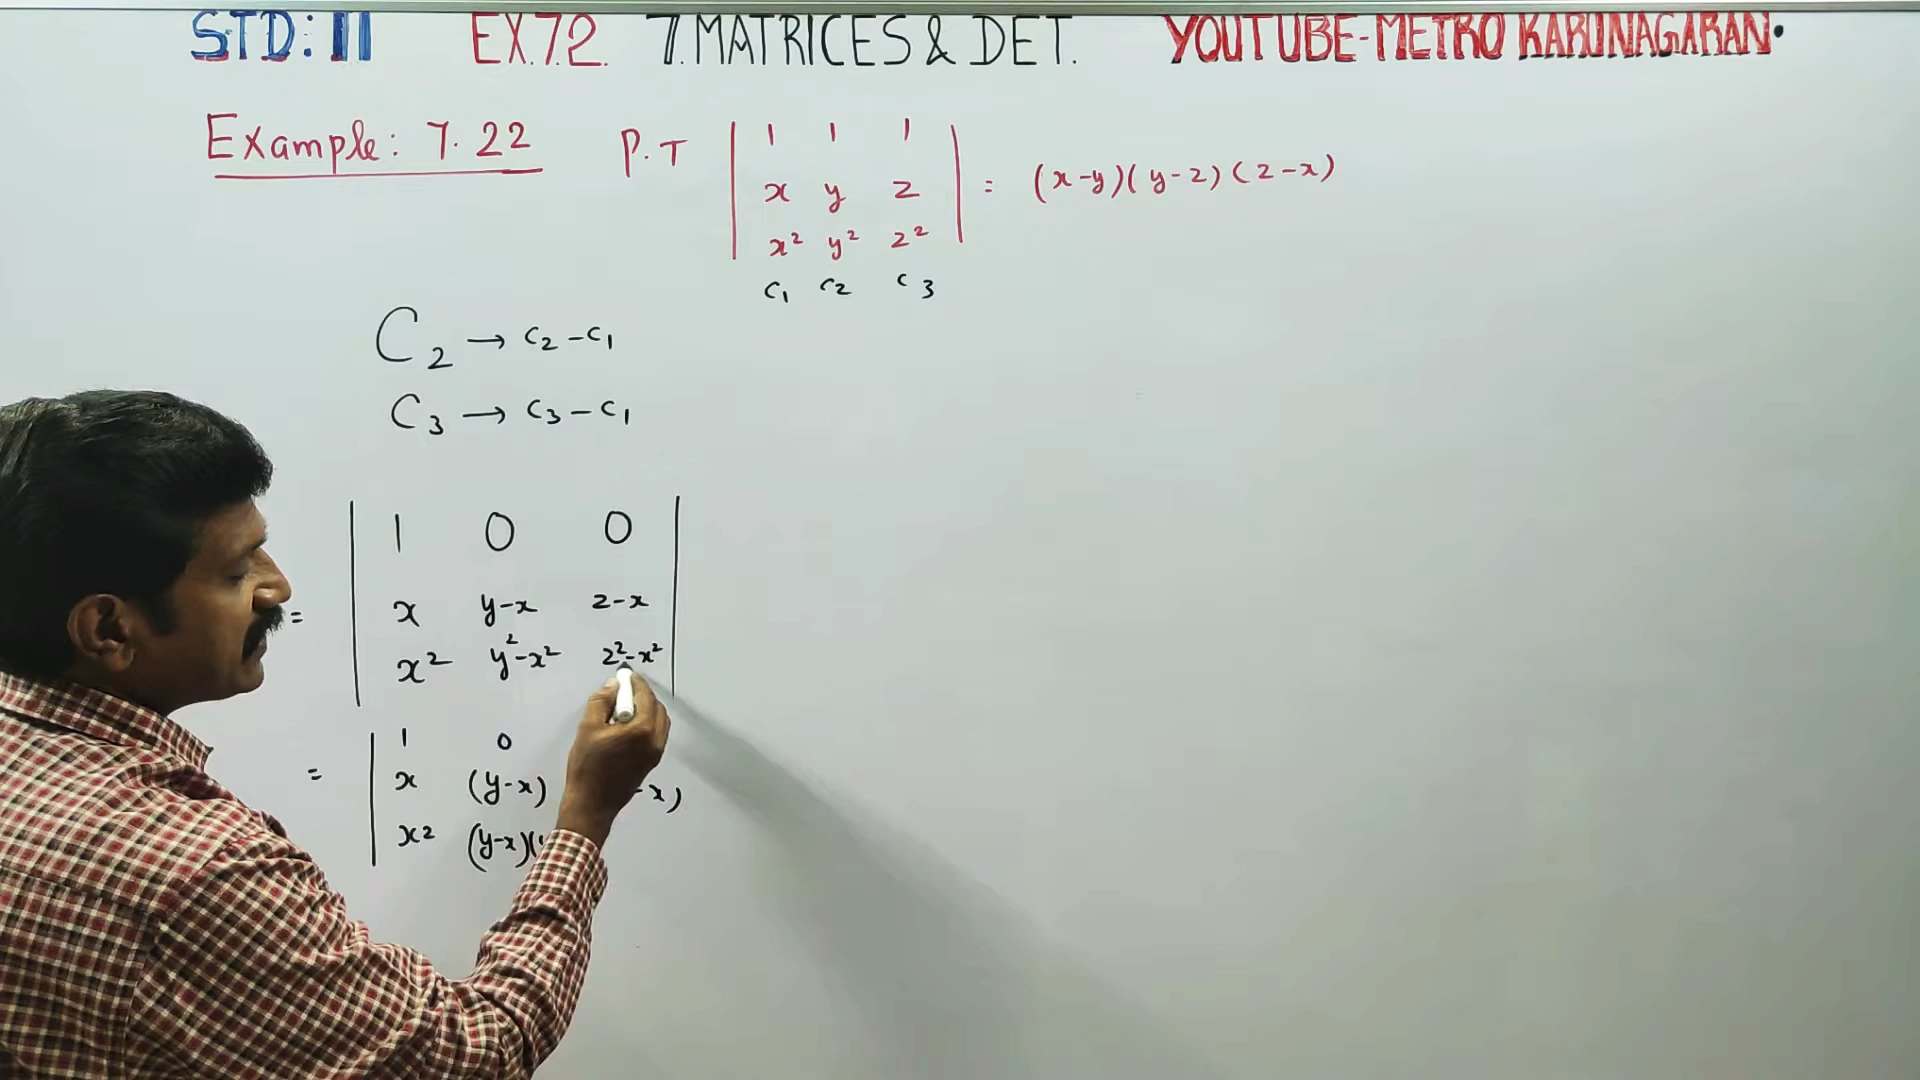 STD: 11 EX.7.2. 7.MATRICES & DET. YOUTUBE-METRO KARUNAGARAN.
Example: 7.22 P.T | 1 1 1 |
| x y z | = (x-y)(y-z)(z-x)
| x² y² z² |
C₁ C₂ C₃
C₂ → C₂-C₁
C₃ → C₃-C₁
| 1 0 0 |
= | x y-x z-x |
| x² y²-x² z²-x² |
| 1 0
= | x (y-x) -x)
| x² (y-x)(